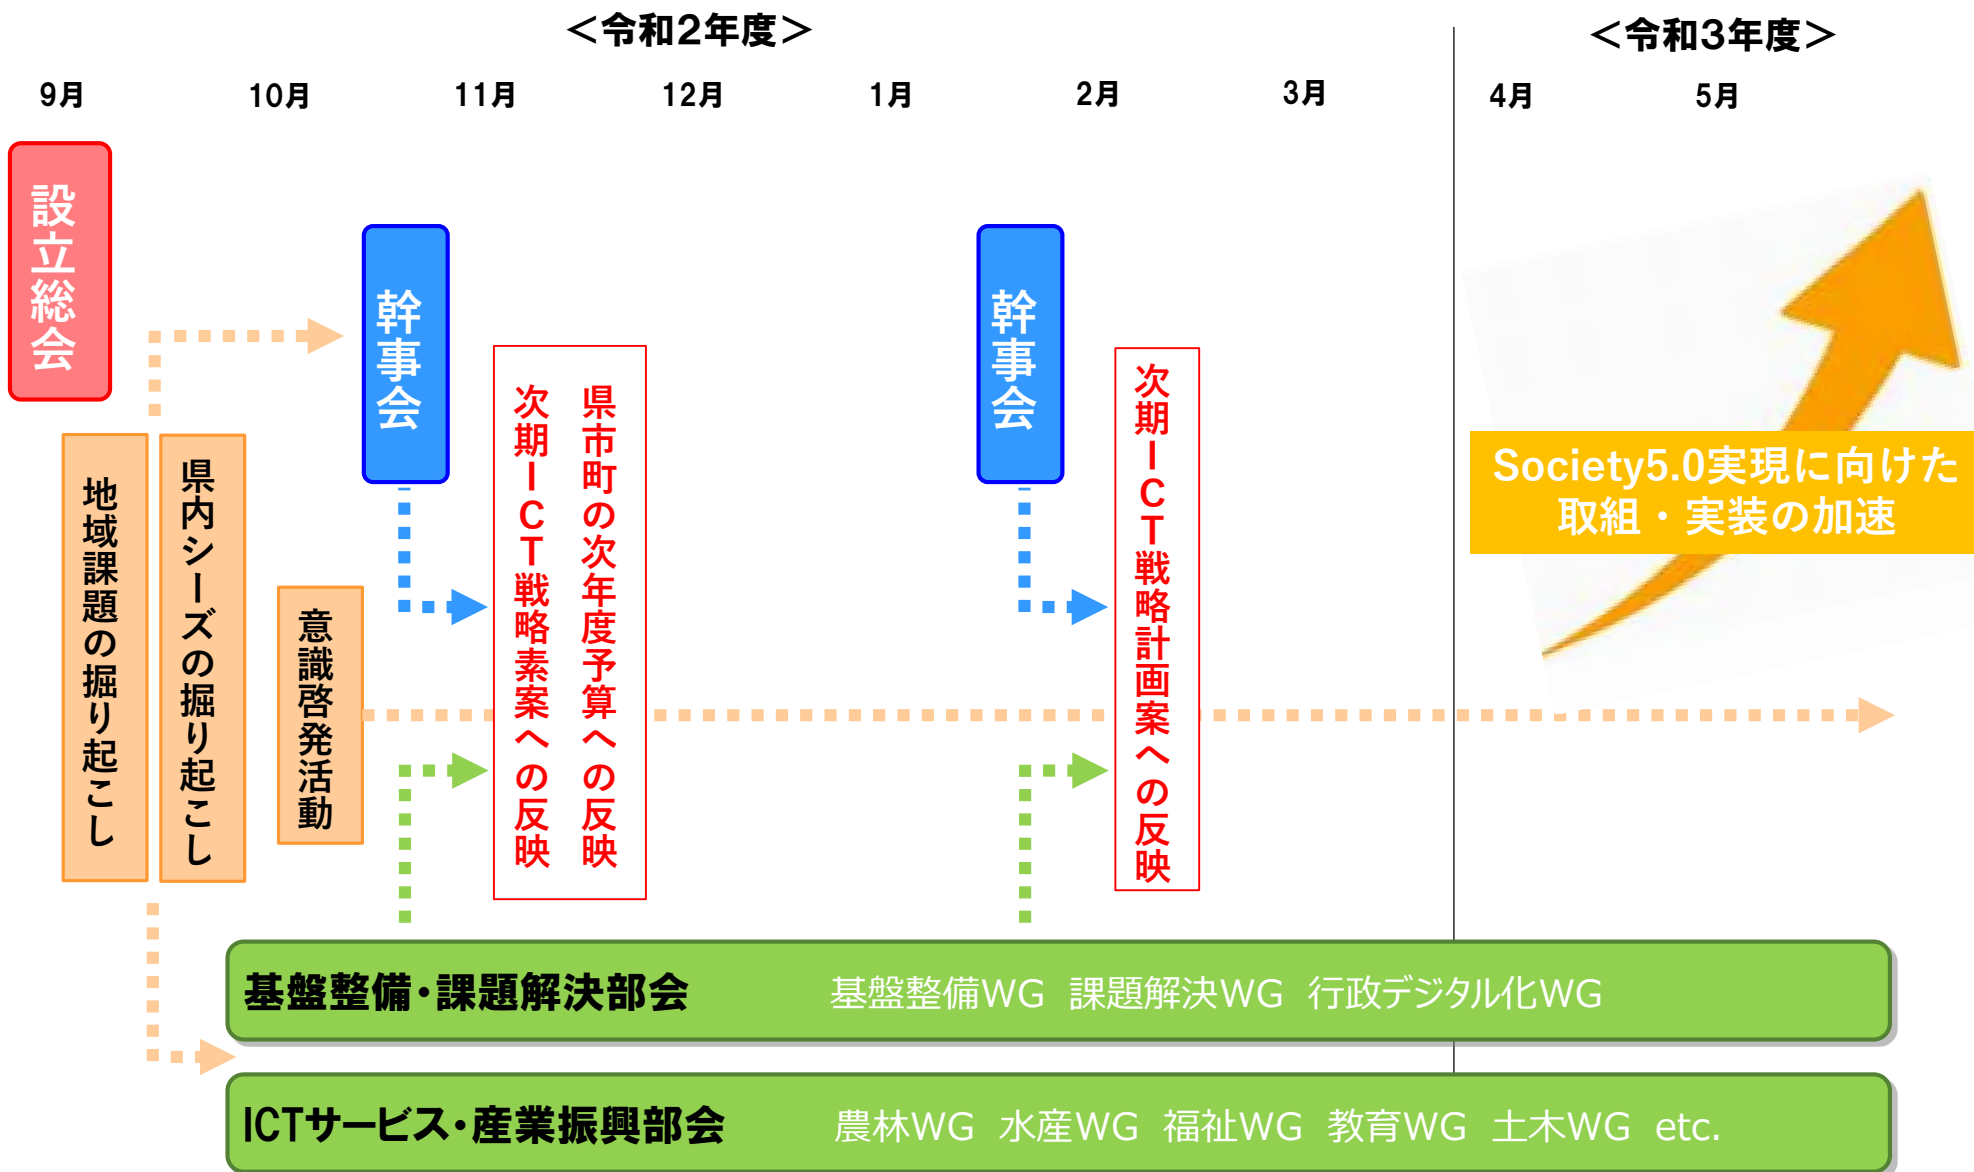 ＜令和２年度＞
＜令和３年度＞
9月
10月
11月
12月
1月
2月
3月
4月
5月
設立総会
地域課題の掘り起こし
県内シーズの掘り起こし
意識啓発活動
幹事会
県市町の次年度予算への反映
次期ＩＣＴ戦略素案への反映
幹事会
次期ＩＣＴ戦略計画案への反映
Society5.0実現に向けた
取組・実装の加速
基盤整備・課題解決部会 基盤整備WG 課題解決WG 行政デジタル化WG
ICTサービス・産業振興部会 農林WG 水産WG 福祉WG 教育WG 土木WG etc.